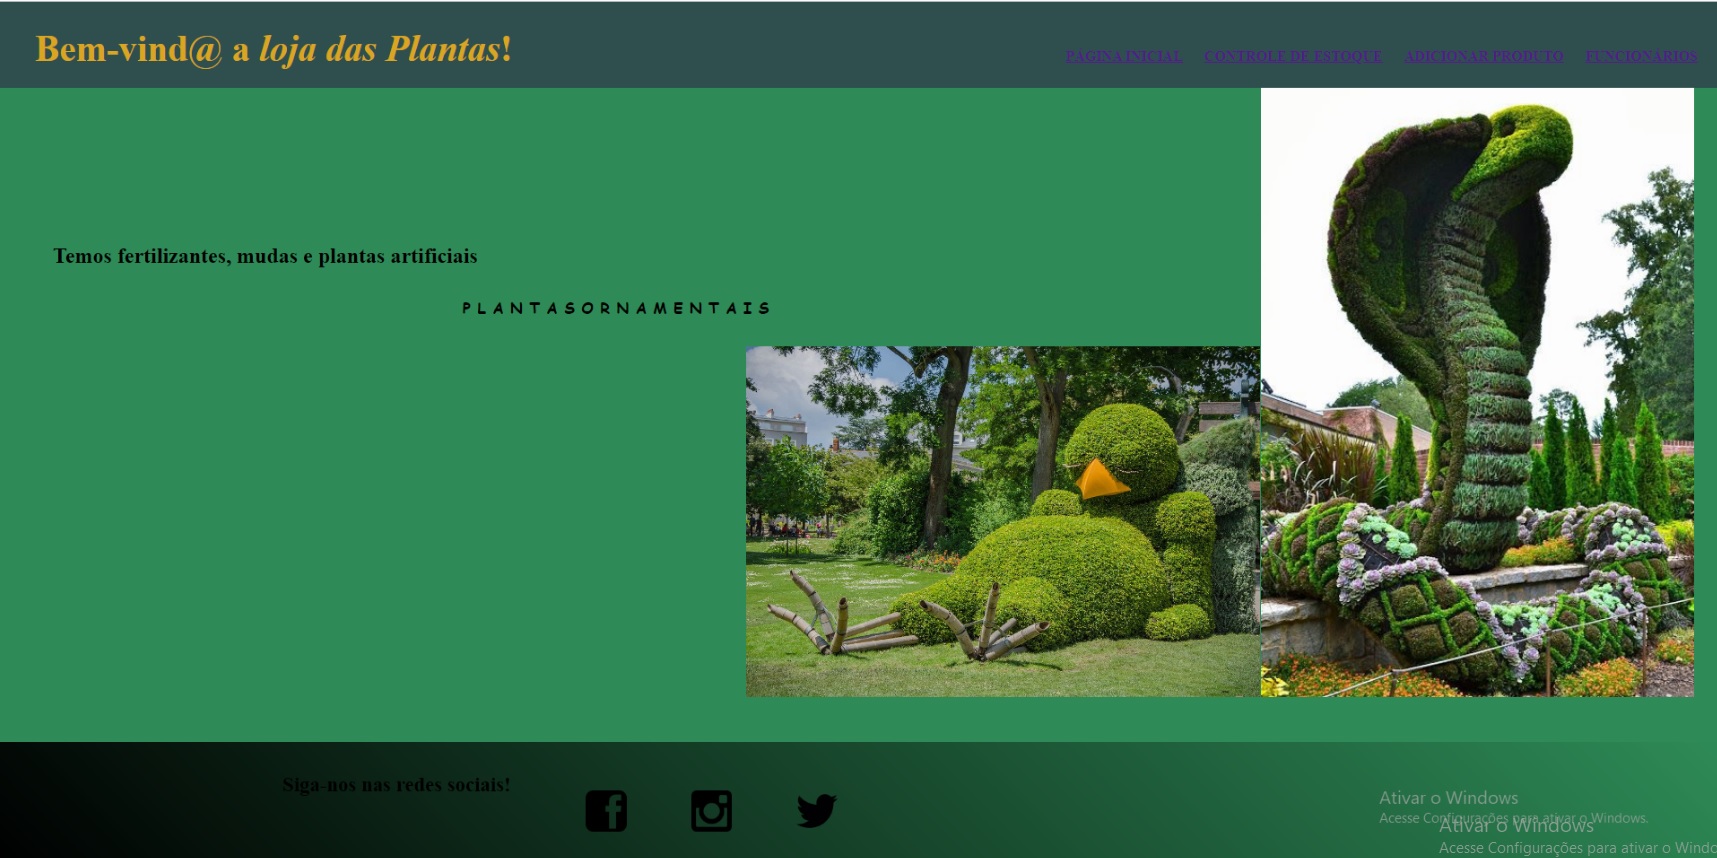 Bem-vind@ a loja das Plantas!
PÁGINA INICIAL CONTROLE DE ESTOQUE ADICIONAR PRODUTO FUNCIONÁRIOS
Temos fertilizantes, mudas e plantas artificiais
PLANTASORNAMENTAIS
Siga-nos nas redes sociais!
Ativar o Windows
Acesse Configurações para ativar o Windows.
Ativar o Windows
Acesse Configurações para ativar o Windo